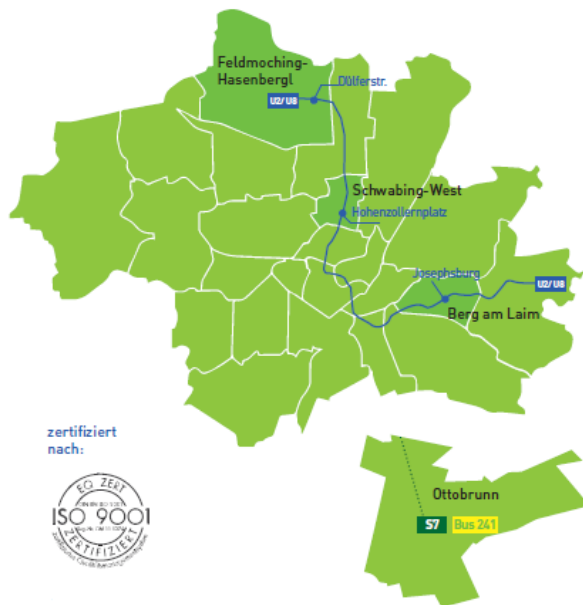 Feldmoching-
Hasenbergl
Dülferstr.
U2/U8
Schwabing-West
Hohenzollernplatz
Josephsburg
U2/U8
Berg am Laim
zertifiziert
nach:
EQ ZERT
ISO 9001
ZERTIFIZIERT
Ottobrunn
S7
Bus 241